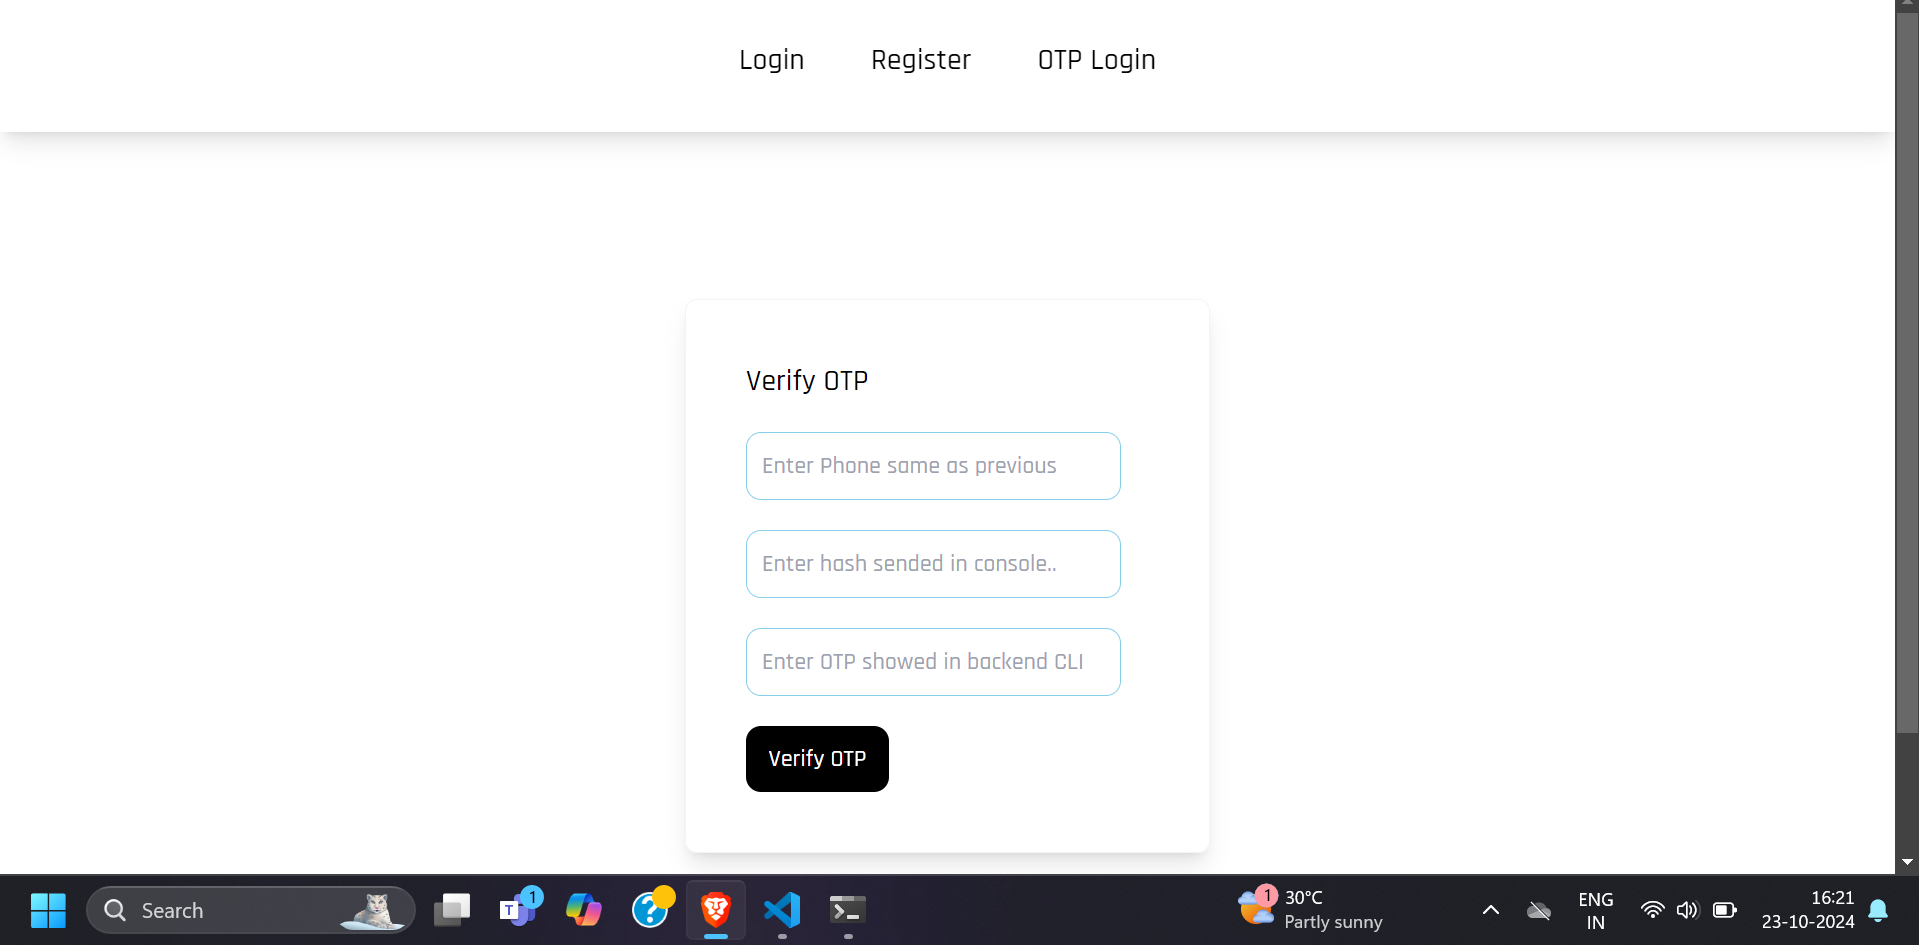 Login Register OTP Login
Verify OTP
Enter Phone same as previous
Enter hash sended in console..
Enter OTP showed in backend CLI
Verify OTP
Search
T
1
?
1
30°C
Partly sunny
ENG
IN
16:21
23-10-2024